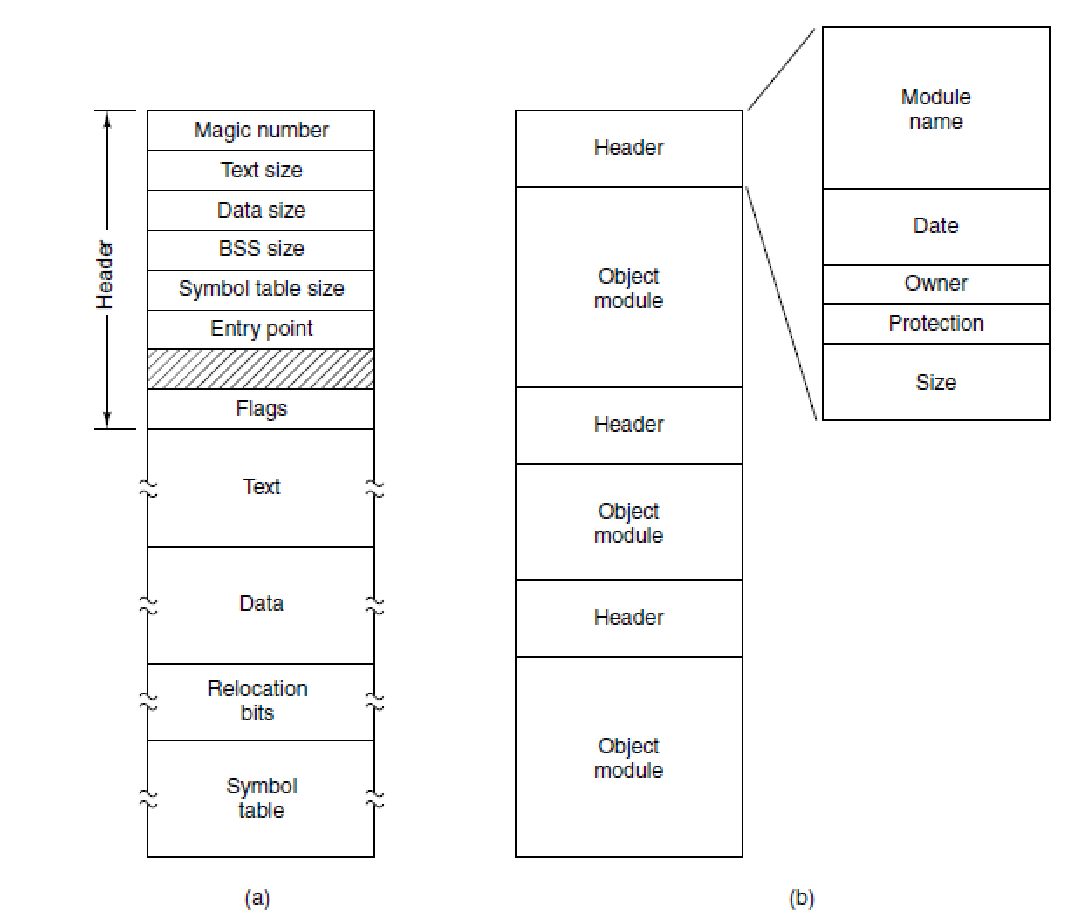 Header
Magic number
Text size
Data size
BSS size
Symbol table size
Entry point
Flags
Text
Data
Relocation
bits
Symbol
table
(a)
Header
Object
module
Header
Object
module
Header
Object
module
Module
name
Date
Owner
Protection
Size
(b)